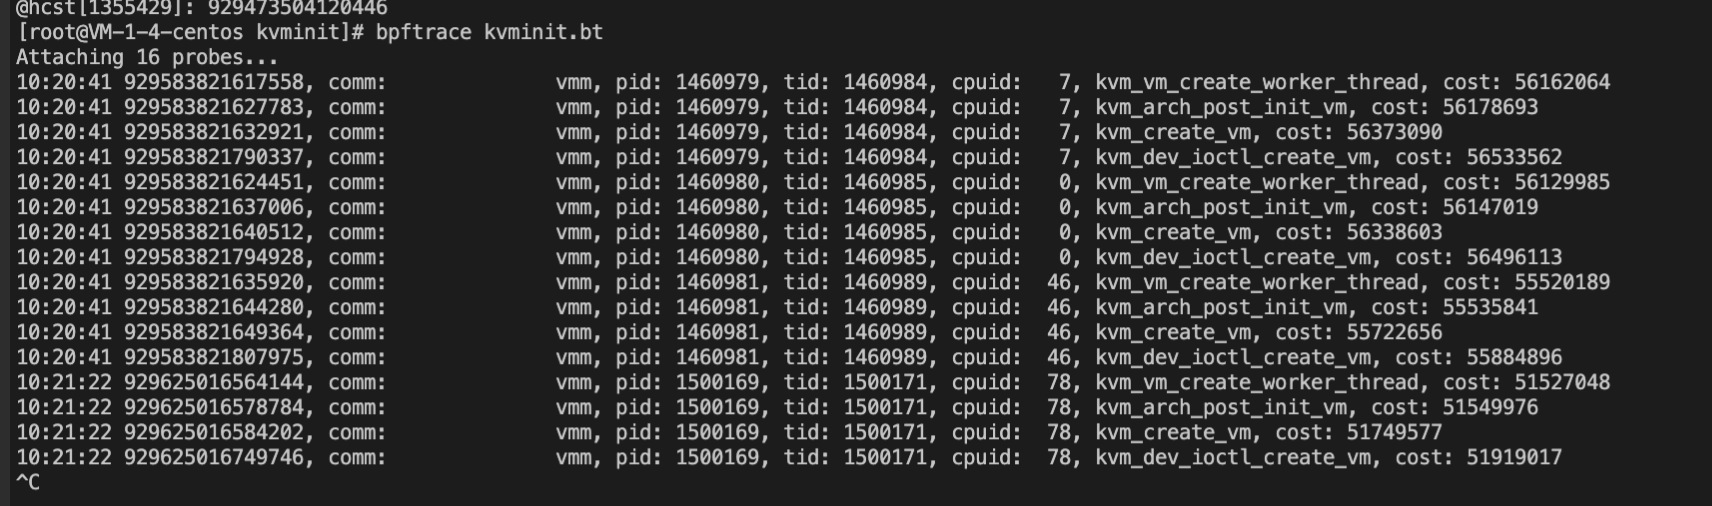 @hcst[1355429]: 929473504120446
[root@VM-1-4-centos kvminit]# bpftrace kvminit.bt
Attaching 16 probes...
10:20:41 929583821617558, comm:              vmm, pid: 1460979, tid: 1460984, cpuid:   7, kvm_vm_create_worker_thread, cost: 56162064
10:20:41 929583821627783, comm:              vmm, pid: 1460979, tid: 1460984, cpuid:   7, kvm_arch_post_init_vm, cost: 56178693
10:20:41 929583821632921, comm:              vmm, pid: 1460979, tid: 1460984, cpuid:   7, kvm_create_vm, cost: 56373090
10:20:41 929583821790337, comm:              vmm, pid: 1460979, tid: 1460984, cpuid:   7, kvm_dev_ioctl_create_vm, cost: 56533562
10:20:41 929583821624451, comm:              vmm, pid: 1460980, tid: 1460985, cpuid:   0, kvm_vm_create_worker_thread, cost: 56129985
10:20:41 929583821637006, comm:              vmm, pid: 1460980, tid: 1460985, cpuid:   0, kvm_arch_post_init_vm, cost: 56147019
10:20:41 929583821640512, comm:              vmm, pid: 1460980, tid: 1460985, cpuid:   0, kvm_create_vm, cost: 56338603
10:20:41 929583821794928, comm:              vmm, pid: 1460980, tid: 1460985, cpuid:   0, kvm_dev_ioctl_create_vm, cost: 56496113
10:20:41 929583821635920, comm:              vmm, pid: 1460981, tid: 1460989, cpuid:  46, kvm_vm_create_worker_thread, cost: 55520189
10:20:41 929583821644280, comm:              vmm, pid: 1460981, tid: 1460989, cpuid:  46, kvm_arch_post_init_vm, cost: 55535841
10:20:41 929583821649364, comm:              vmm, pid: 1460981, tid: 1460989, cpuid:  46, kvm_create_vm, cost: 55722656
10:20:41 929583821807975, comm:              vmm, pid: 1460981, tid: 1460989, cpuid:  46, kvm_dev_ioctl_create_vm, cost: 55884896
10:21:22 929625016564144, comm:              vmm, pid: 1500169, tid: 1500171, cpuid:  78, kvm_vm_create_worker_thread, cost: 51527048
10:21:22 929625016578784, comm:              vmm, pid: 1500169, tid: 1500171, cpuid:  78, kvm_arch_post_init_vm, cost: 51549976
10:21:22 929625016584202, comm:              vmm, pid: 1500169, tid: 1500171, cpuid:  78, kvm_create_vm, cost: 51749577
10:21:22 929625016749746, comm:              vmm, pid: 1500169, tid: 1500171, cpuid:  78, kvm_dev_ioctl_create_vm, cost: 51919017
^C